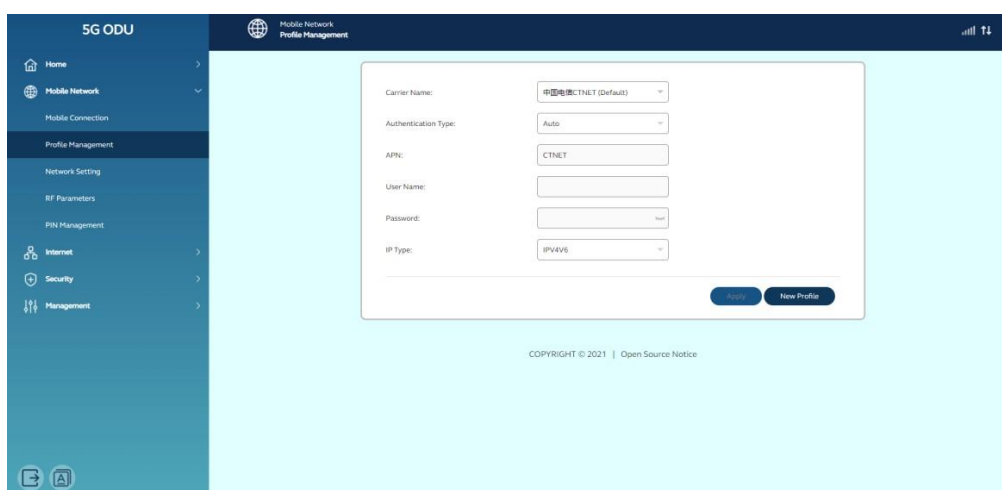 5G ODU
Mobile Network
Profile Management
Home
Mobile Network
Mobile Connection
Profile Management
Network Setting
RF Parameters
PIN Management
Internet
Security
Management
Carrier Name:
中国电信CTNET (Default)
Authentication Type:
Auto
APN:
CTNET
User Name:
Password:
IP Type:
IPV4V6
Apply
New Profile
COPYRIGHT © 2021 | Open Source Notice
A